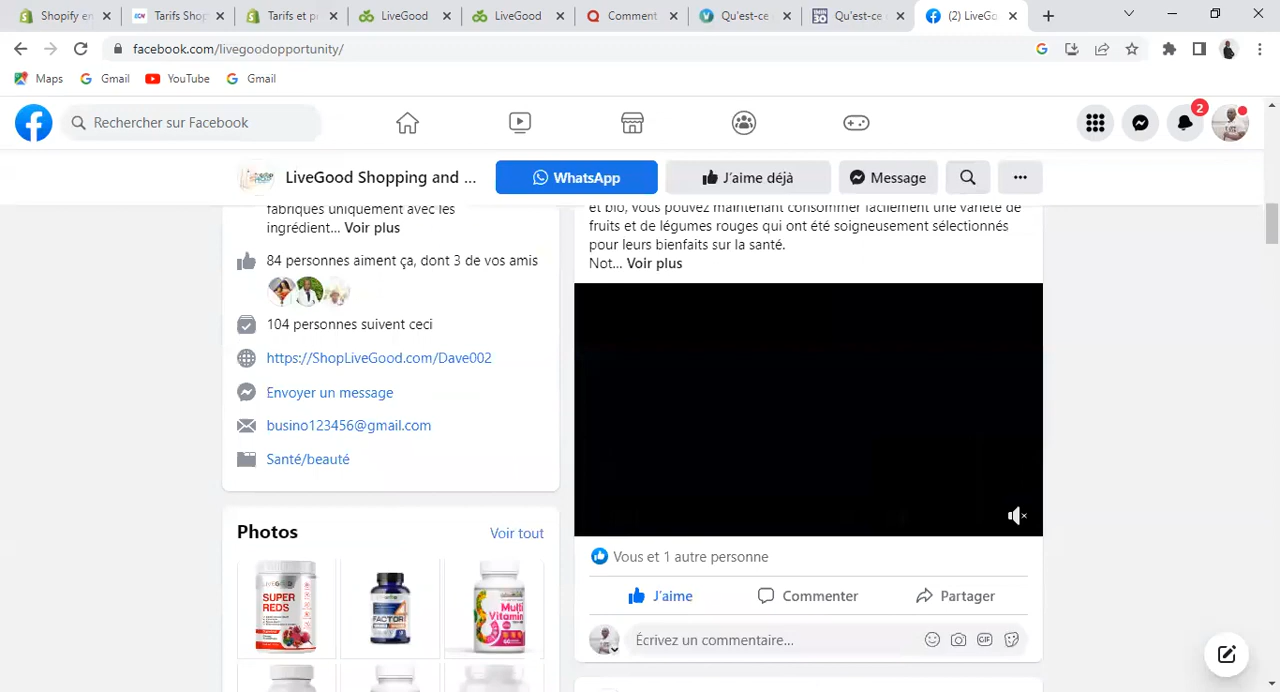 Shopify en
Tarifs Shop
Tarifs et p
LiveGood
LiveGood
Comment
Qu'est-ce
Qu'est-ce
(2) LiveGo
facebook.com/livegoodopportunity/
Maps
Gmail
YouTube
Gmail
Rechercher sur Facebook
2
LiveGood Shopping and ...
WhatsApp
J'aime déjà
Message
fabriqués uniquement avec les
ingrédient... Voir plus
84 personnes aiment ça, dont 3 de vos amis
104 personnes suivent ceci
https://ShopLiveGood.com/Dave002
Envoyer un message
busino123456@gmail.com
Santé/beauté
Photos
Voir tout
LIVEGOOD
SUPER
REDS
FACTOR
Multi
Vitamin
et bio, vous pouvez maintenant consommer facilement une variété de
fruits et de légumes rouges qui ont été soigneusement sélectionnés
pour leurs bienfaits sur la santé.
Not... Voir plus
Vous et 1 autre personne
J'aime
Commenter
Partager
Écrivez un commentaire...
GIF